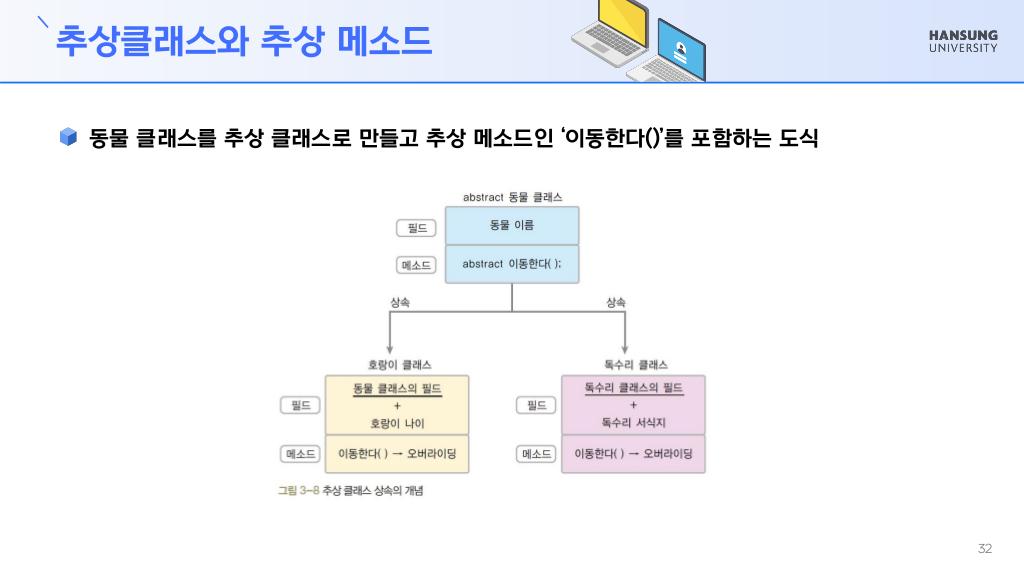 추상클래스와 추상 메소드
HANSUNG
UNIVERSITY
동물 클래스를 추상 클래스로 만들고 추상 메소드인 ‘이동한다()’를 포함하는 도식
abstract 동물 클래스
필드
동물 이름
메소드
abstract 이동한다( );
상속
상속
호랑이 클래스
독수리 클래스
필드
동물 클래스의 필드
+
호랑이 나이
메소드
이동한다( ) → 오버라이딩
필드
독수리 클래스의 필드
+
독수리 서식지
메소드
이동한다( ) → 오버라이딩
그림 3-8 추상 클래스 상속의 개념
32